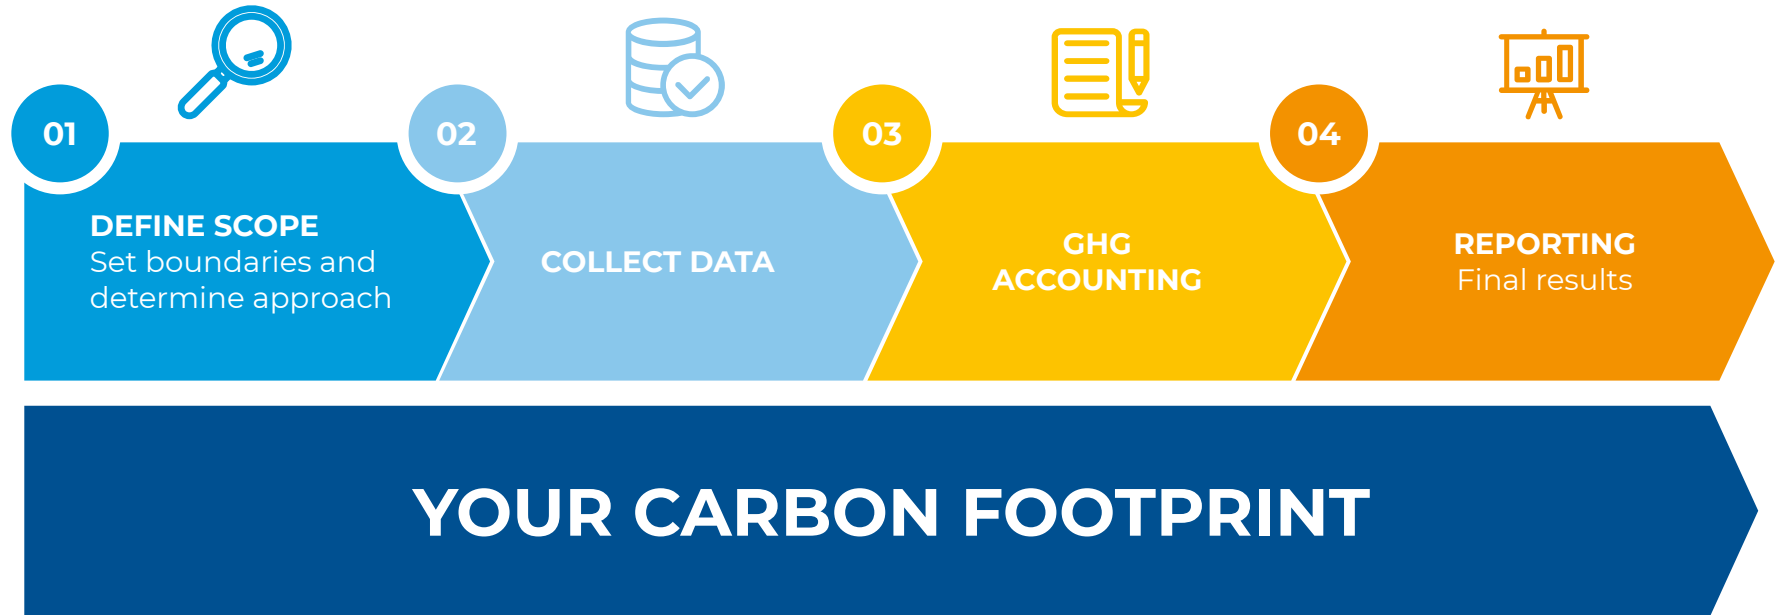 01
DEFINE SCOPE
Set boundaries and
determine approach
02
COLLECT DATA
03
GHG
ACCOUNTING
04
REPORTING
Final results
YOUR CARBON FOOTPRINT